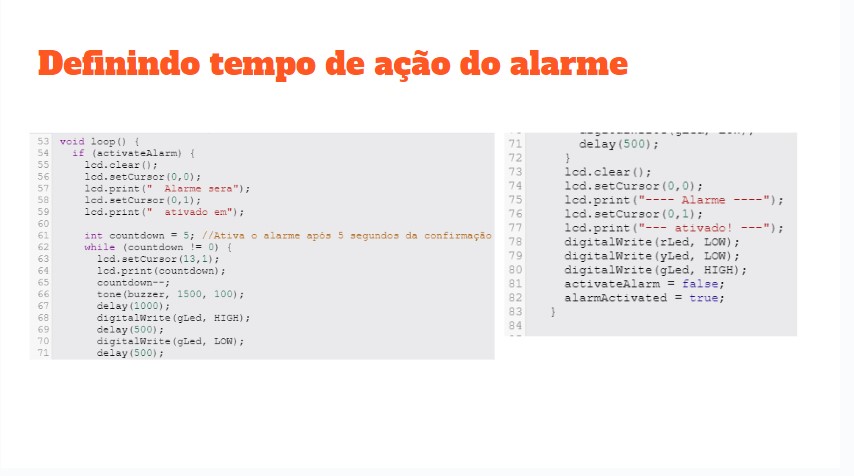 Definindo tempo de ação do alarme
53 void loop() {
54 if (activateAlarm) {
55 lcd.clear();
56 lcd.setCursor(0,0);
57 lcd.print("  Alarme sera");
58 lcd.setCursor(0,1);
59 lcd.print("  ativado em");
60
61 int countdown = 5; //Ativa o alarme após 5 segundos da confirmação
62 while (countdown != 0) {
63 lcd.setCursor(13,1);
64 lcd.print(countdown);
65 countdown--;
66 tone(buzzer, 1500, 100);
67 delay(1000);
68 digitalWrite(gLed, HIGH);
69 delay(500);
70 digitalWrite(gLed, LOW);
71 delay(500);
71 delay(500);
72 }
73 lcd.clear();
74 lcd.setCursor(0,0);
75 lcd.print("---- Alarme ----");
76 lcd.setCursor(0,1);
77 lcd.print("--- ativado! ---");
78 digitalWrite(rLed, LOW);
79 digitalWrite(yLed, LOW);
80 digitalWrite(gLed, HIGH);
81 activateAlarm = false;
82 alarmActivated = true;
83 }
84